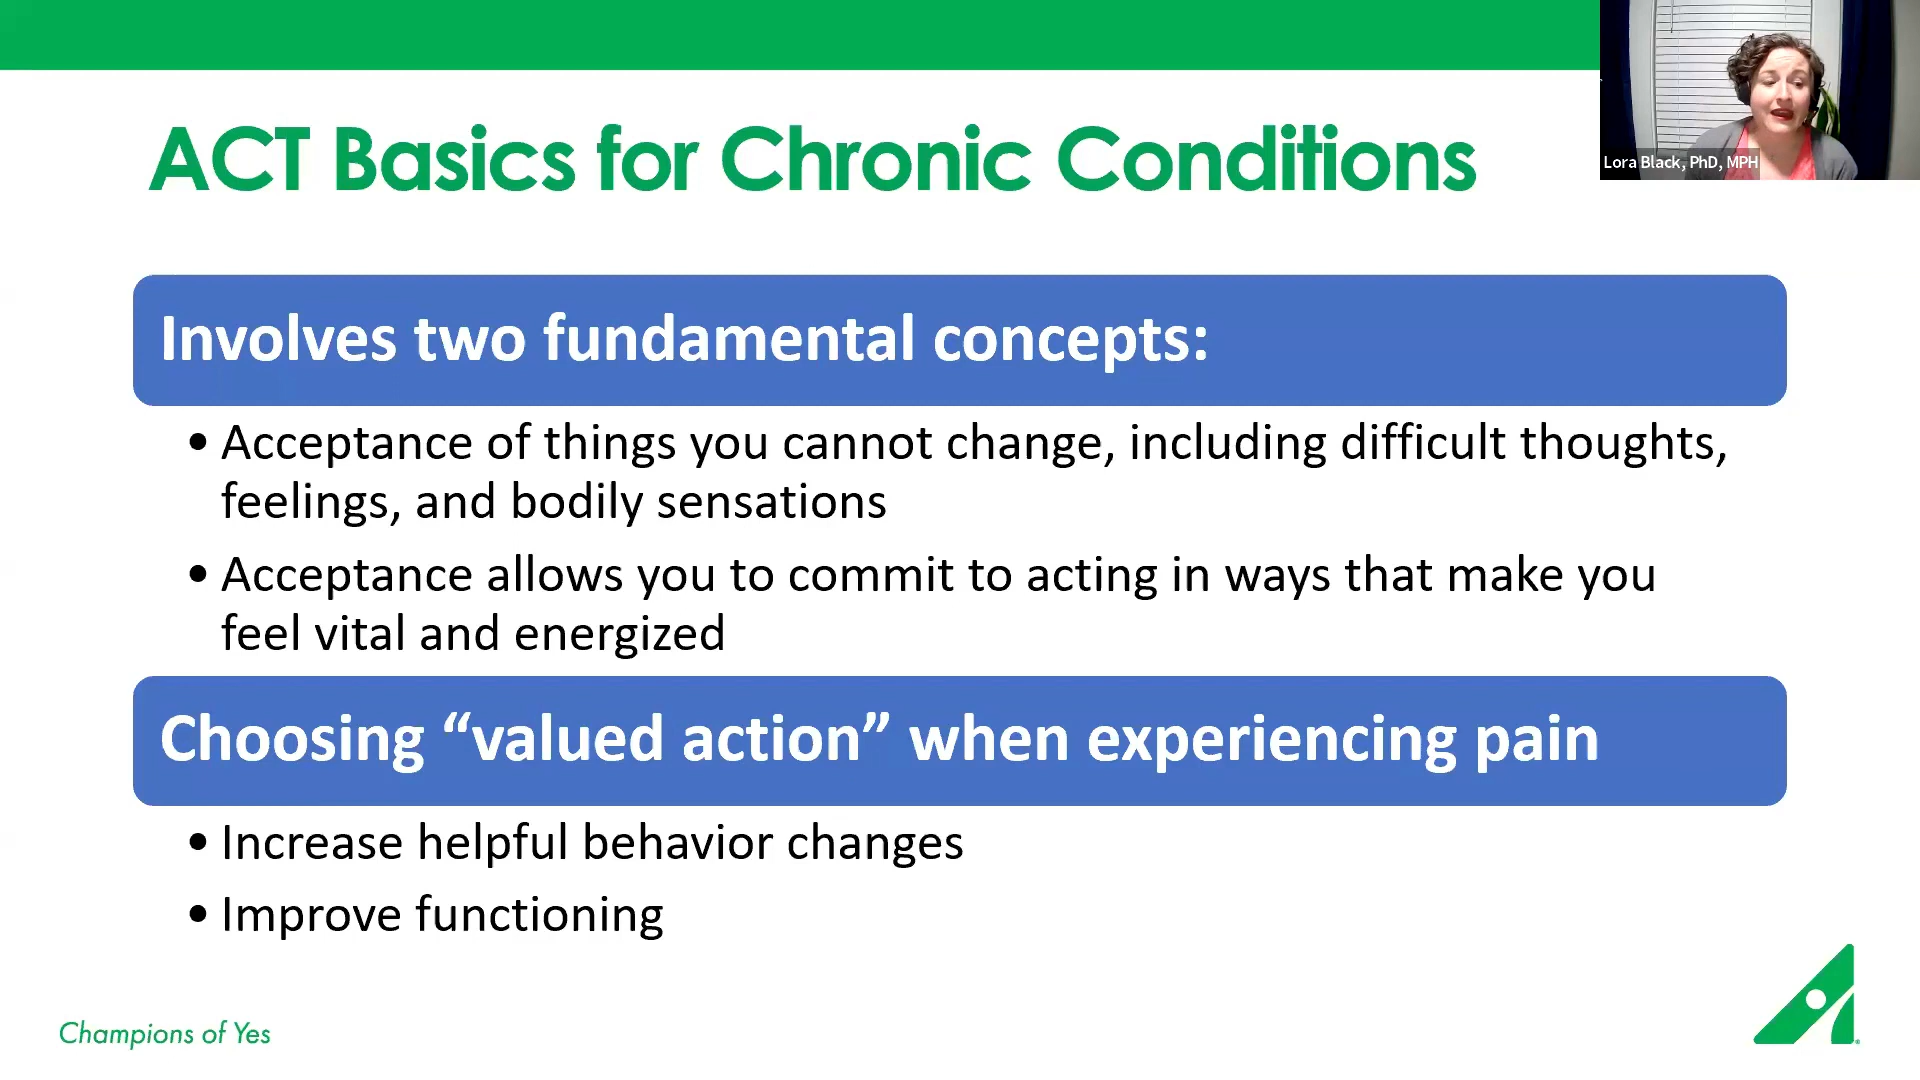 ACT Basics for Chronic Conditions
Lora Black, PhD, MPH
Involves two fundamental concepts:
• Acceptance of things you cannot change, including difficult thoughts,
feelings, and bodily sensations
• Acceptance allows you to commit to acting in ways that make you
feel vital and energized
Choosing “valued action” when experiencing pain
• Increase helpful behavior changes
• Improve functioning
Champions of Yes